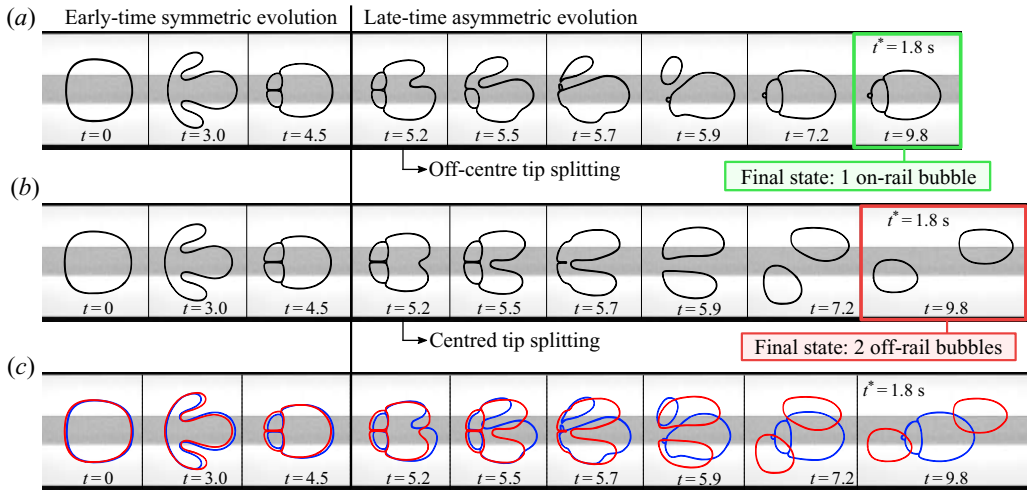 Early-time symmetric evolution Late-time asymmetric evolution
(a)
t* = 1.8 s
t = 0 t = 3.0 t = 4.5 t = 5.2 t = 5.5 t = 5.7 t = 5.9 t = 7.2 t = 9.8
Off-centre tip splitting
Final state: 1 on-rail bubble
(b)
t* = 1.8 s
t = 0 t = 3.0 t = 4.5 t = 5.2 t = 5.5 t = 5.7 t = 5.9 t = 7.2 t = 9.8
Centred tip splitting
Final state: 2 off-rail bubbles
(c)
t* = 1.8 s
t = 0 t = 3.0 t = 4.5 t = 5.2 t = 5.5 t = 5.7 t = 5.9 t = 7.2 t = 9.8